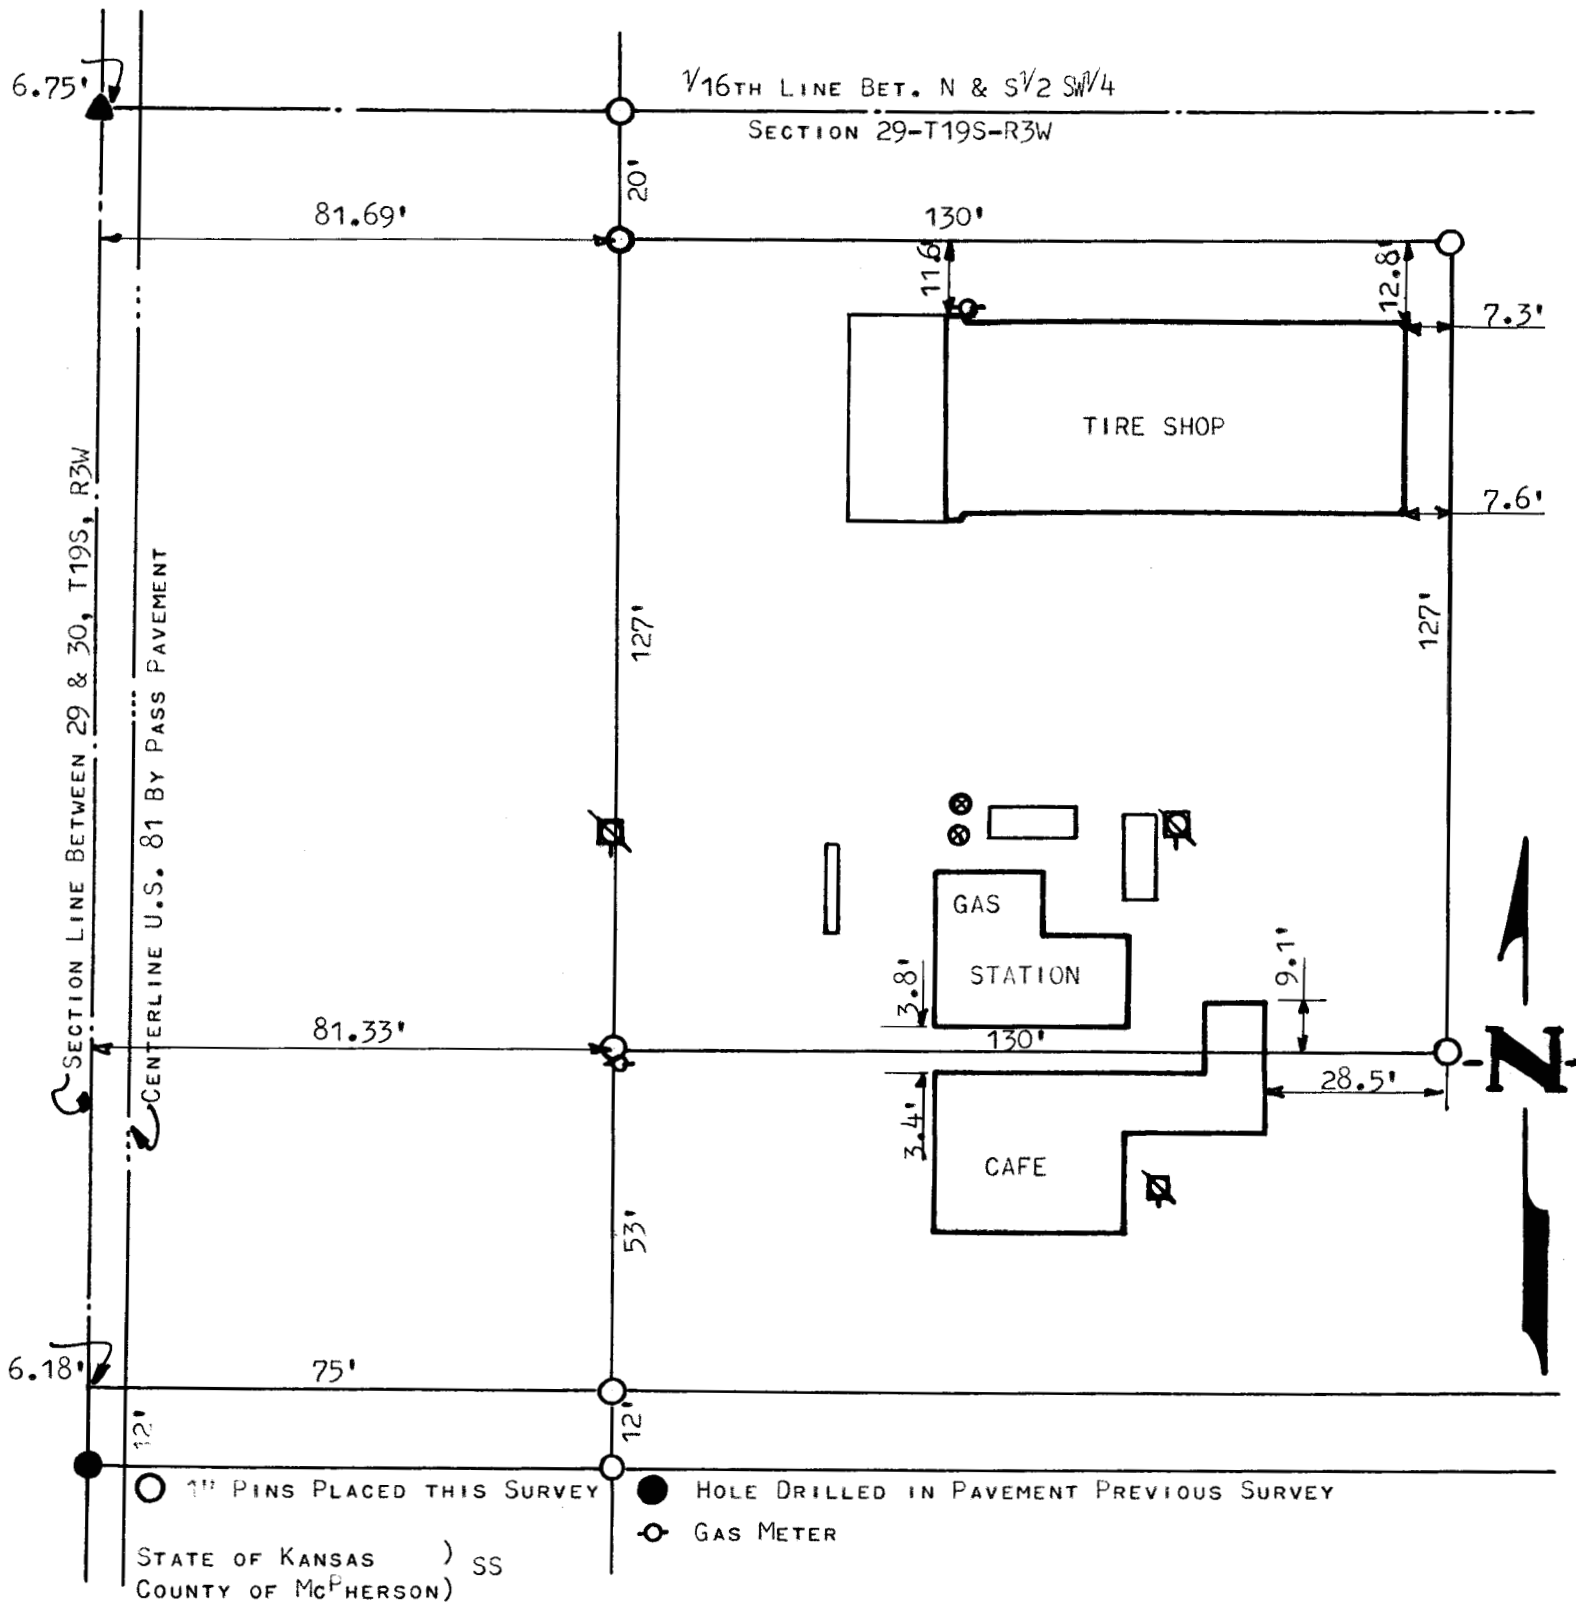 6.75'
1/16TH LINE BET. N & S1/2 SW1/4
SECTION 29-T19S-R3W
20'
81.69'
130'
11.6'
12.8'
7.3'
TIRE SHOP
7.6'
SECTION LINE BETWEEN 29 & 30, T19S, R3W
CENTERLINE U.S. 81 BY PASS PAVEMENT
127'
127'
GAS
STATION
3.8'
9.1'
81.33'
130'
N
28.5'
3.4'
CAFE
53'
6.18'
75'
12'
12'
1" PINS PLACED THIS SURVEY
HOLE DRILLED IN PAVEMENT PREVIOUS SURVEY
GAS METER
STATE OF KANSAS ) SS
COUNTY OF MCPHERSON)